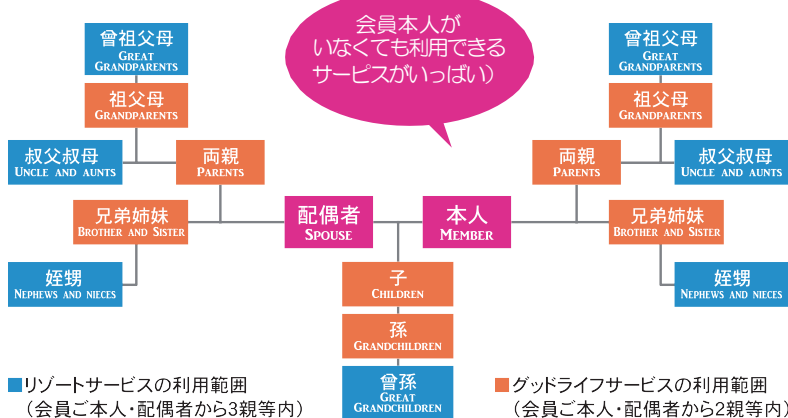 会員本人が
いなくても利用できる
サービスがいっぱい）
曾祖父母
GREAT
GRANDPARENTS
祖父母
GRANDPARENTS
叔父叔母
UNCLE AND AUNTS
両親
PARENTS
兄弟姉妹
BROTHER AND SISTER
姪甥
NEPHEWS AND NIECES
配偶者
SPOUSE
本人
MEMBER
曾祖父母
GREAT
GRANDPARENTS
祖父母
GRANDPARENTS
両親
PARENTS
叔父叔母
UNCLE AND AUNTS
兄弟姉妹
BROTHER AND SISTER
姪甥
NEPHEWS AND NIECES
子
CHILDREN
孫
GRANDCHILDREN
曾孫
GREAT
GRANDCHILDREN
リゾートサービスの利用範囲
（会員ご本人・配偶者から3親等内）
グッドライフサービスの利用範囲
（会員ご本人・配偶者から2親等内）